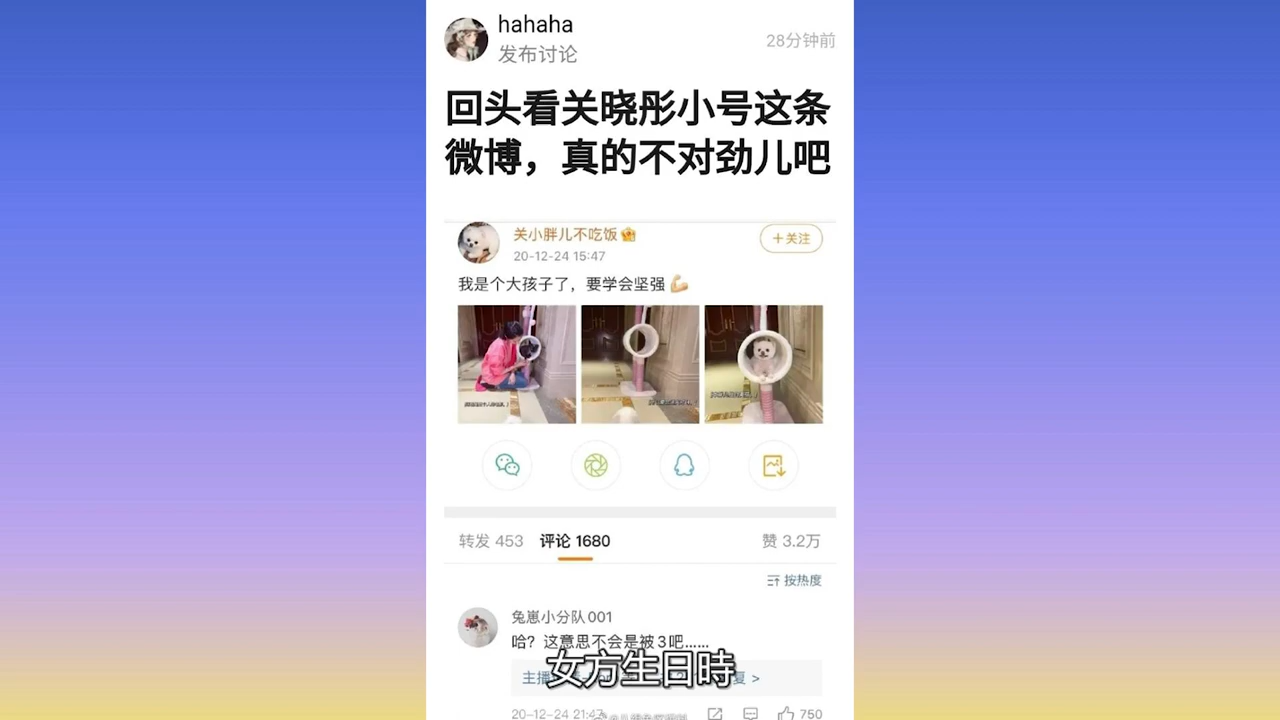 hahaha
发布讨论
28分钟前
回头看关晓彤小号这条
微博，真的不对劲儿吧
关小胖儿不吃饭
20-12-24 15:47
＋关注
我是个大孩子了，要学会坚强💪
转发 453
评论 1680
赞 3.2万
按热度
兔崽小分队001
哈？这意思不会是被3吧……
主播
复 >
女方生日時
20-12-24 21:47
750